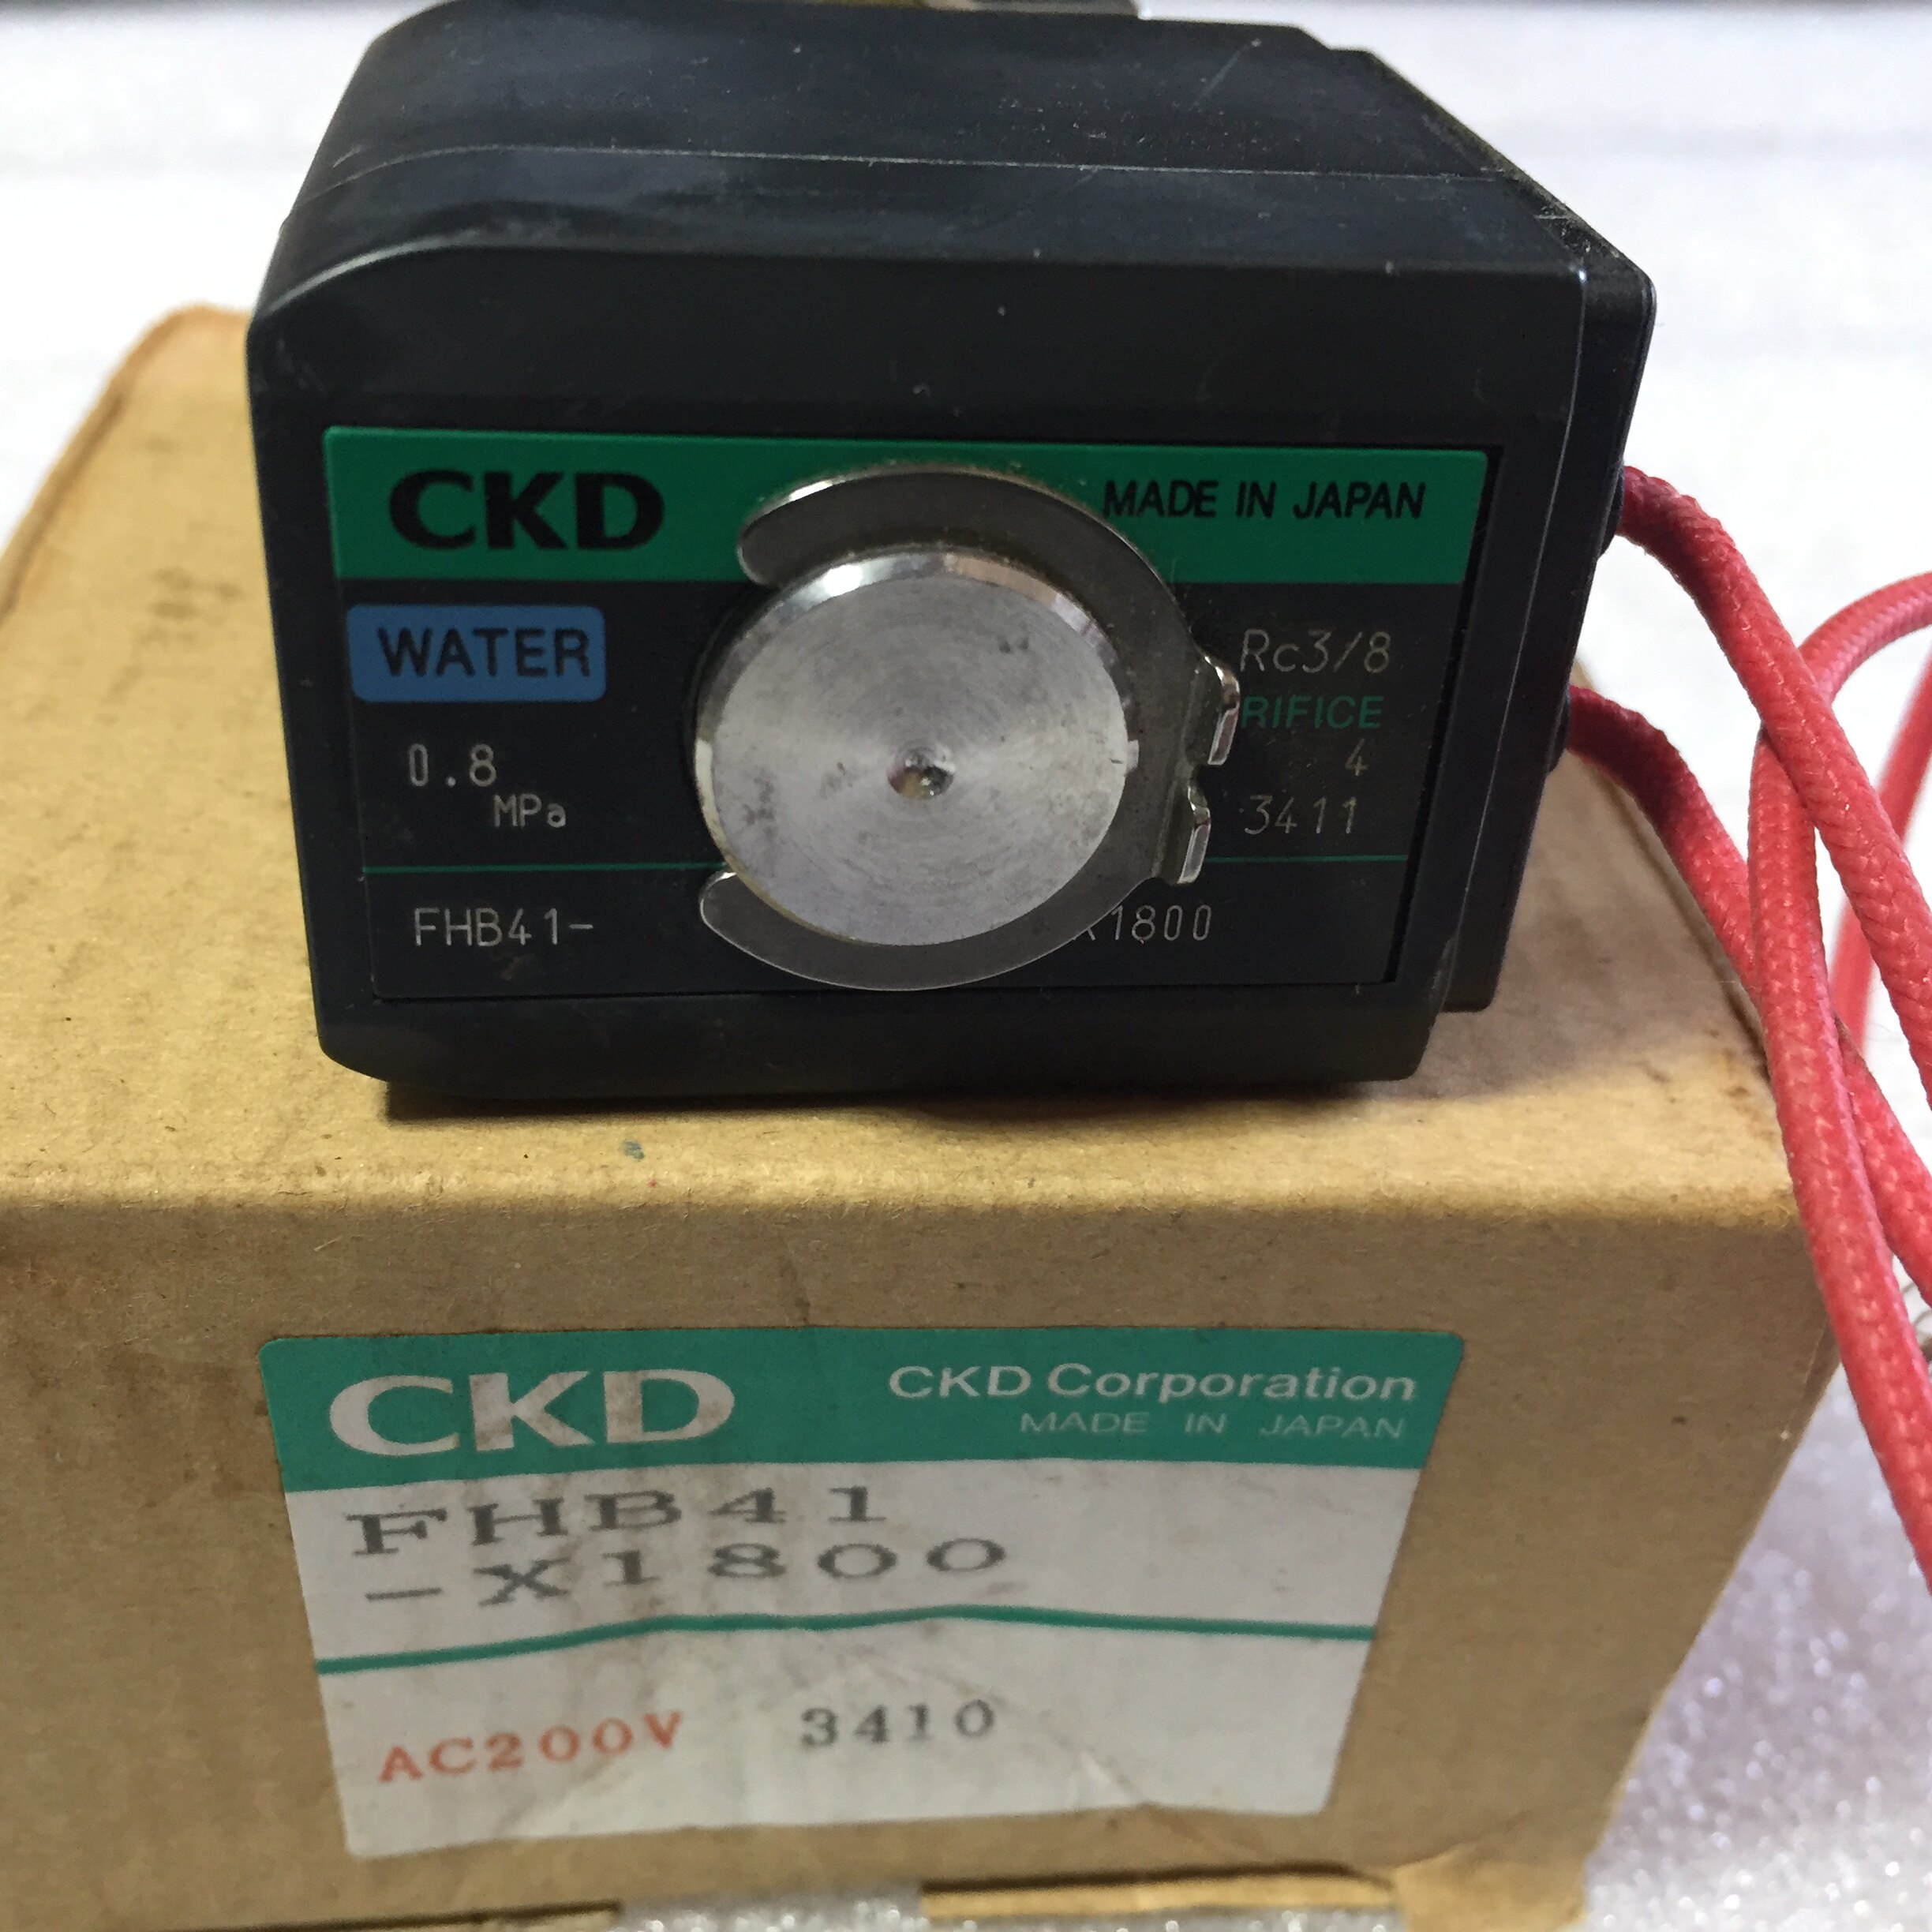 CKD MADE IN JAPAN
WATER
Rc3/8
RIFICE
4
0.8
MPa
3411
FHB41- X1800
CKD CKD Corporation
MADE IN JAPAN
FHB41
-X1800
AC200V 3410